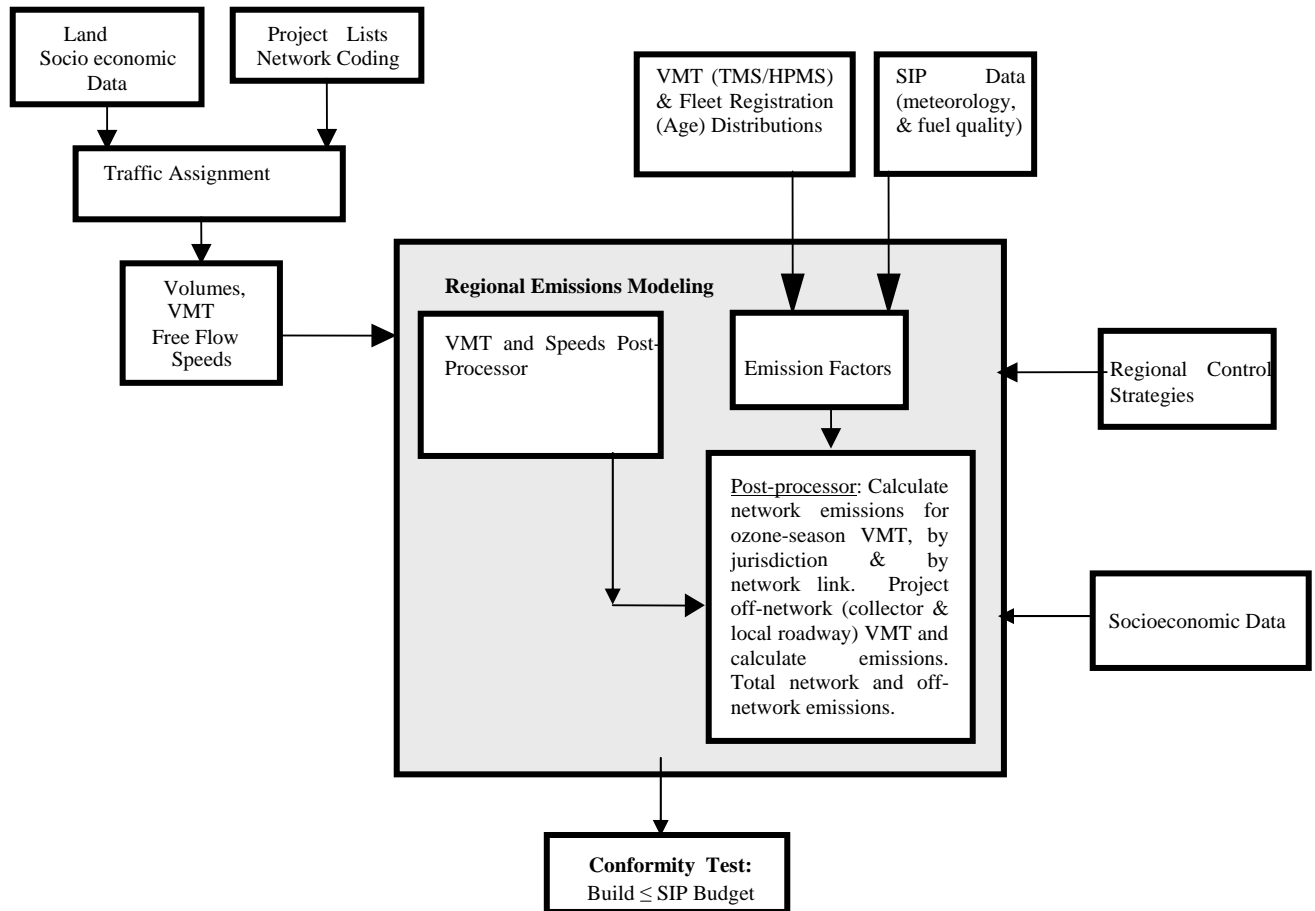 Land
Socio economic
Data
Project Lists
Network Coding
VMT (TMS/HPMS)
& Fleet Registration
(Age) Distributions
SIP Data
(meteorology,
& fuel quality)
Traffic Assignment
Volumes,
VMT
Free Flow
Speeds
Regional Emissions Modeling
VMT and Speeds Post-
Processor
Emission Factors
Regional Control
Strategies
Post-processor: Calculate
network emissions for
ozone-season VMT, by
jurisdiction & by
network link. Project
off-network (collector &
local roadway) VMT and
calculate emissions.
Total network and off-
network emissions.
Socioeconomic Data
Conformity Test:
Build ≤ SIP Budget